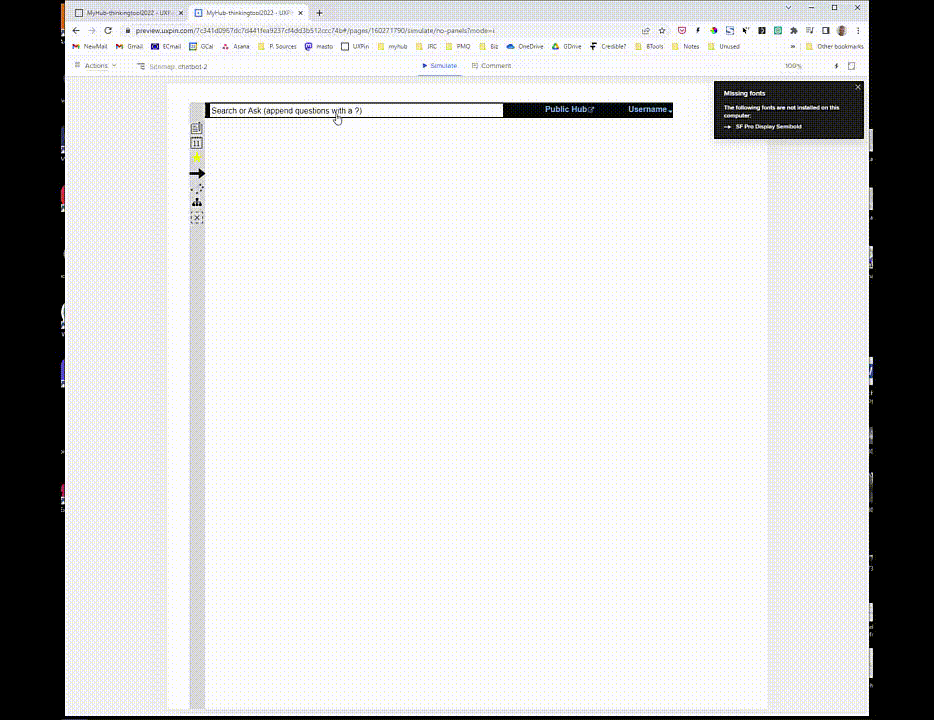 MyHub-thinkingtool2022 - UXP
MyHub-thinkingtool2022 - UXP
preview.uxpin.com/7c341d0957dc7d441fea9237cf4dd3b512ccc74b#/pages/160271790/simulate/no-panels?mode=i
NewMail Gmail ECmail GCal Asana P. Sources masto UXPin myhub JRC PMO Biz OneDrive GDrive Credible? BTools Notes Unused » Other bookmarks
Actions Sitemap: chatbot-2 Simulate Comment 100%
Missing fonts
The following fonts are not installed on this computer:
SF Pro Display Semibold
Search or Ask (append questions with a ?) Public Hub Username
11